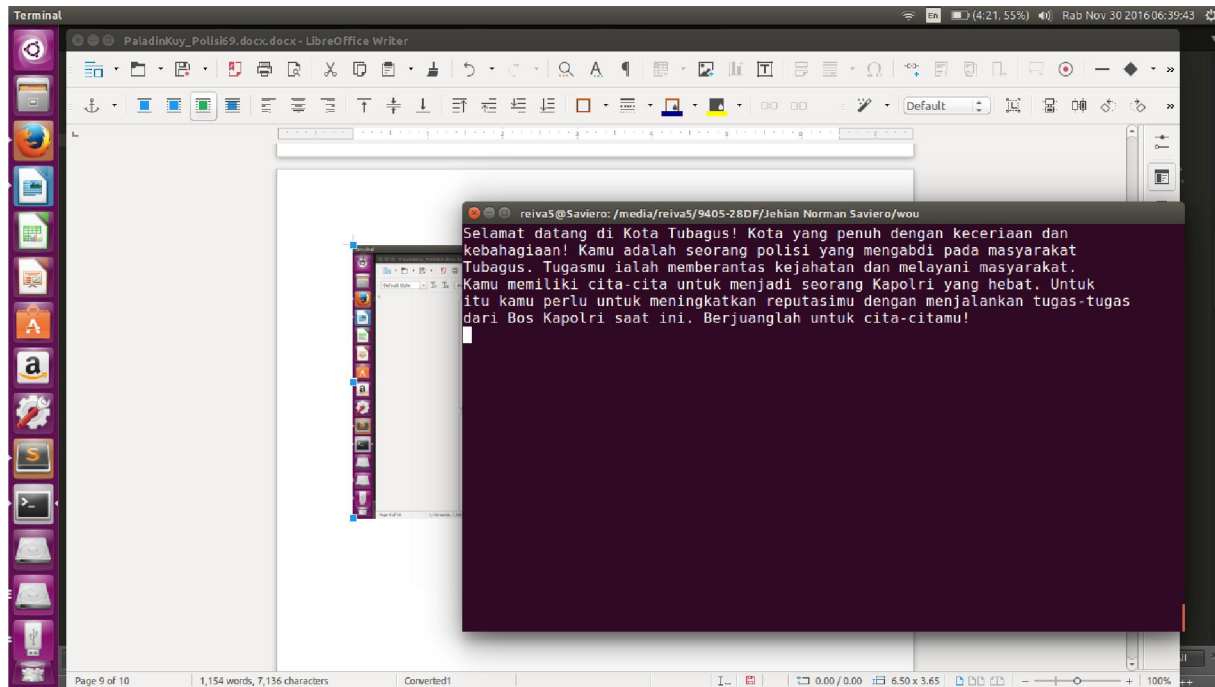 Terminal
En
(4:21, 55%)
Rab Nov 30 2016 06:39:43
PaladinKuy_Polisi69.docx.docx - LibreOffice Writer
Default
reiva5@Saviero: /media/reiva5/9405-28DF/Jehian Norman Saviero/wou
Selamat datang di Kota Tubagus! Kota yang penuh dengan keceriaan dan
kebahagiaan! Kamu adalah seorang polisi yang mengabdi pada masyarakat
Tubagus. Tugasmu ialah memberantas kejahatan dan melayani masyarakat.
Kamu memiliki cita-cita untuk menjadi seorang Kapolri yang hebat. Untuk
itu kamu perlu untuk meningkatkan reputasimu dengan menjalankan tugas-tugas
dari Bos Kapolri saat ini. Berjuanglah untuk cita-citamu!
Page 9 of 10
1,154 words, 7,136 characters
Converted1
0.00 / 0.00
6.50 x 3.65
100%